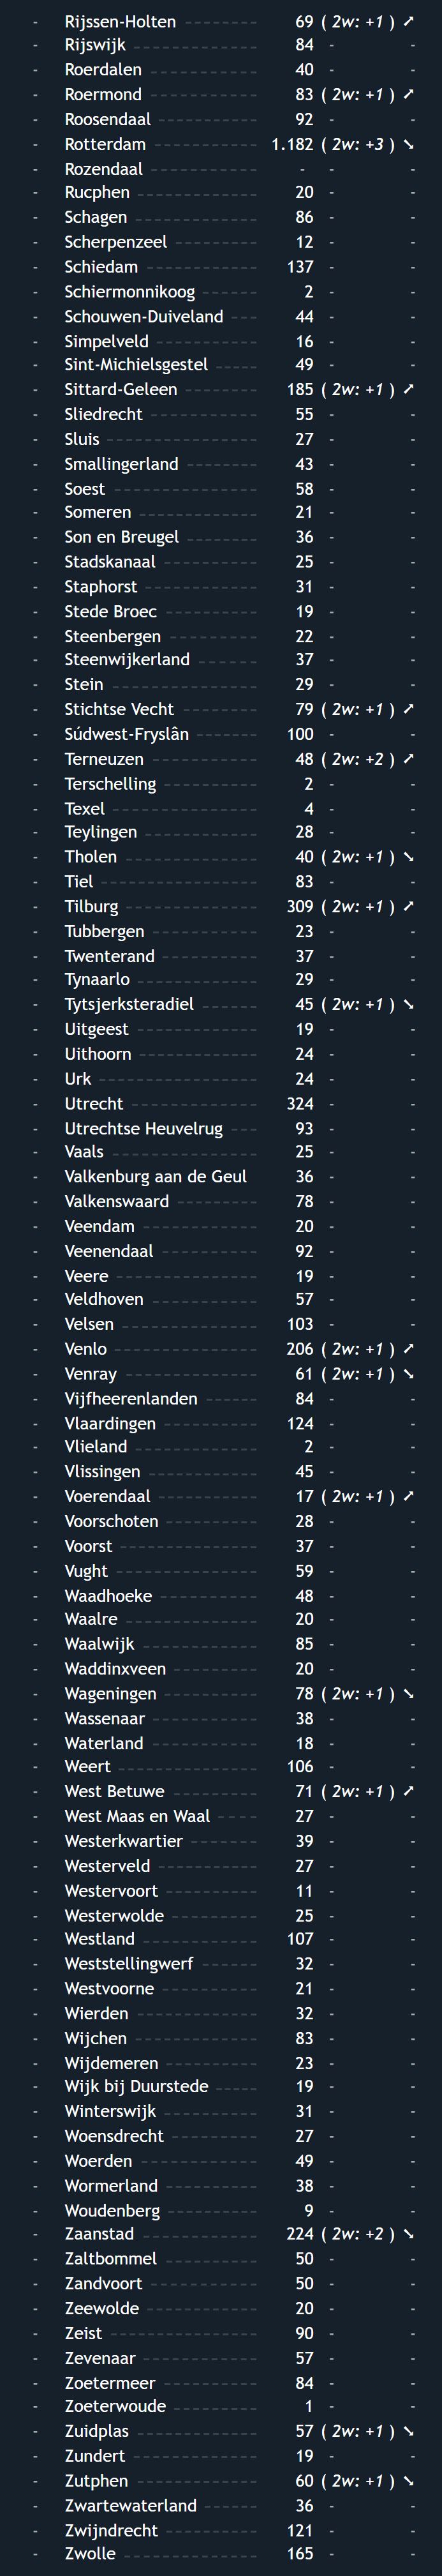 - Rijssen-Holten 69 ( 2w: +1 ) ➚
- Rijswijk 84 - -
- Roerdalen 40 - -
- Roermond 83 ( 2w: +1 ) ➚
- Roosendaal 92 - -
- Rotterdam 1.182 ( 2w: +3 ) ➘
- Rozendaal - - -
- Rucphen 20 - -
- Schagen 86 - -
- Scherpenzeel 12 - -
- Schiedam 137 - -
- Schiermonnikoog 2 - -
- Schouwen-Duiveland 44 - -
- Simpelveld 16 - -
- Sint-Michielsgestel 49 - -
- Sittard-Geleen 185 ( 2w: +1 ) ➚
- Sliedrecht 55 - -
- Sluis 27 - -
- Smallingerland 43 - -
- Soest 58 - -
- Someren 21 - -
- Son en Breugel 36 - -
- Stadskanaal 25 - -
- Staphorst 31 - -
- Stede Broec 19 - -
- Steenbergen 22 - -
- Steenwijkerland 37 - -
- Stein 29 - -
- Stichtse Vecht 79 ( 2w: +1 ) ➚
- Súdwest-Fryslân 100 - -
- Terneuzen 48 ( 2w: +2 ) ➚
- Terschelling 2 - -
- Texel 4 - -
- Teylingen 28 - -
- Tholen 40 ( 2w: +1 ) ➘
- Tiel 83 - -
- Tilburg 309 ( 2w: +1 ) ➚
- Tubbergen 23 - -
- Twenterand 37 - -
- Tynaarlo 29 - -
- Tytsjerksteradiel 45 ( 2w: +1 ) ➘
- Uitgeest 19 - -
- Uithoorn 24 - -
- Urk 24 - -
- Utrecht 324 - -
- Utrechtse Heuvelrug 93 - -
- Vaals 25 - -
- Valkenburg aan de Geul 36 - -
- Valkenswaard 78 - -
- Veendam 20 - -
- Veenendaal 92 - -
- Veere 19 - -
- Veldhoven 57 - -
- Velsen 103 - -
- Venlo 206 ( 2w: +1 ) ➚
- Venray 61 ( 2w: +1 ) ➘
- Vijfheerenlanden 84 - -
- Vlaardingen 124 - -
- Vlieland 2 - -
- Vlissingen 45 - -
- Voerendaal 17 ( 2w: +1 ) ➚
- Voorschoten 28 - -
- Voorst 37 - -
- Vught 59 - -
- Waadhoeke 48 - -
- Waalre 20 - -
- Waalwijk 85 - -
- Waddinxveen 20 - -
- Wageningen 78 ( 2w: +1 ) ➘
- Wassenaar 38 - -
- Waterland 18 - -
- Weert 106 - -
- West Betuwe 71 ( 2w: +1 ) ➚
- West Maas en Waal 27 - -
- Westerkwartier 39 - -
- Westerveld 27 - -
- Westervoort 11 - -
- Westerwolde 25 - -
- Westland 107 - -
- Weststellingwerf 32 - -
- Westvoorne 21 - -
- Wierden 32 - -
- Wijchen 83 - -
- Wijdemeren 23 - -
- Wijk bij Duurstede 19 - -
- Winterswijk 31 - -
- Woensdrecht 27 - -
- Woerden 49 - -
- Wormerland 38 - -
- Woudenberg 9 - -
- Zaanstad 224 ( 2w: +2 ) ➘
- Zaltbommel 50 - -
- Zandvoort 50 - -
- Zeewolde 20 - -
- Zeist 90 - -
- Zevenaar 57 - -
- Zoetermeer 84 - -
- Zoeterwoude 1 - -
- Zuidplas 57 ( 2w: +1 ) ➘
- Zundert 19 - -
- Zutphen 60 ( 2w: +1 ) ➘
- Zwartewaterland 36 - -
- Zwijndrecht 121 - -
- Zwolle 165 - -